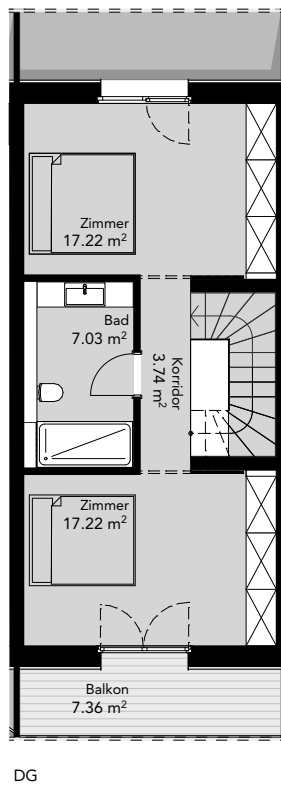 Zimmer
17.22 m²
Bad
7.03 m²
Korridor
3.74 m²
Zimmer
17.22 m²
Balkon
7.36 m²
DG